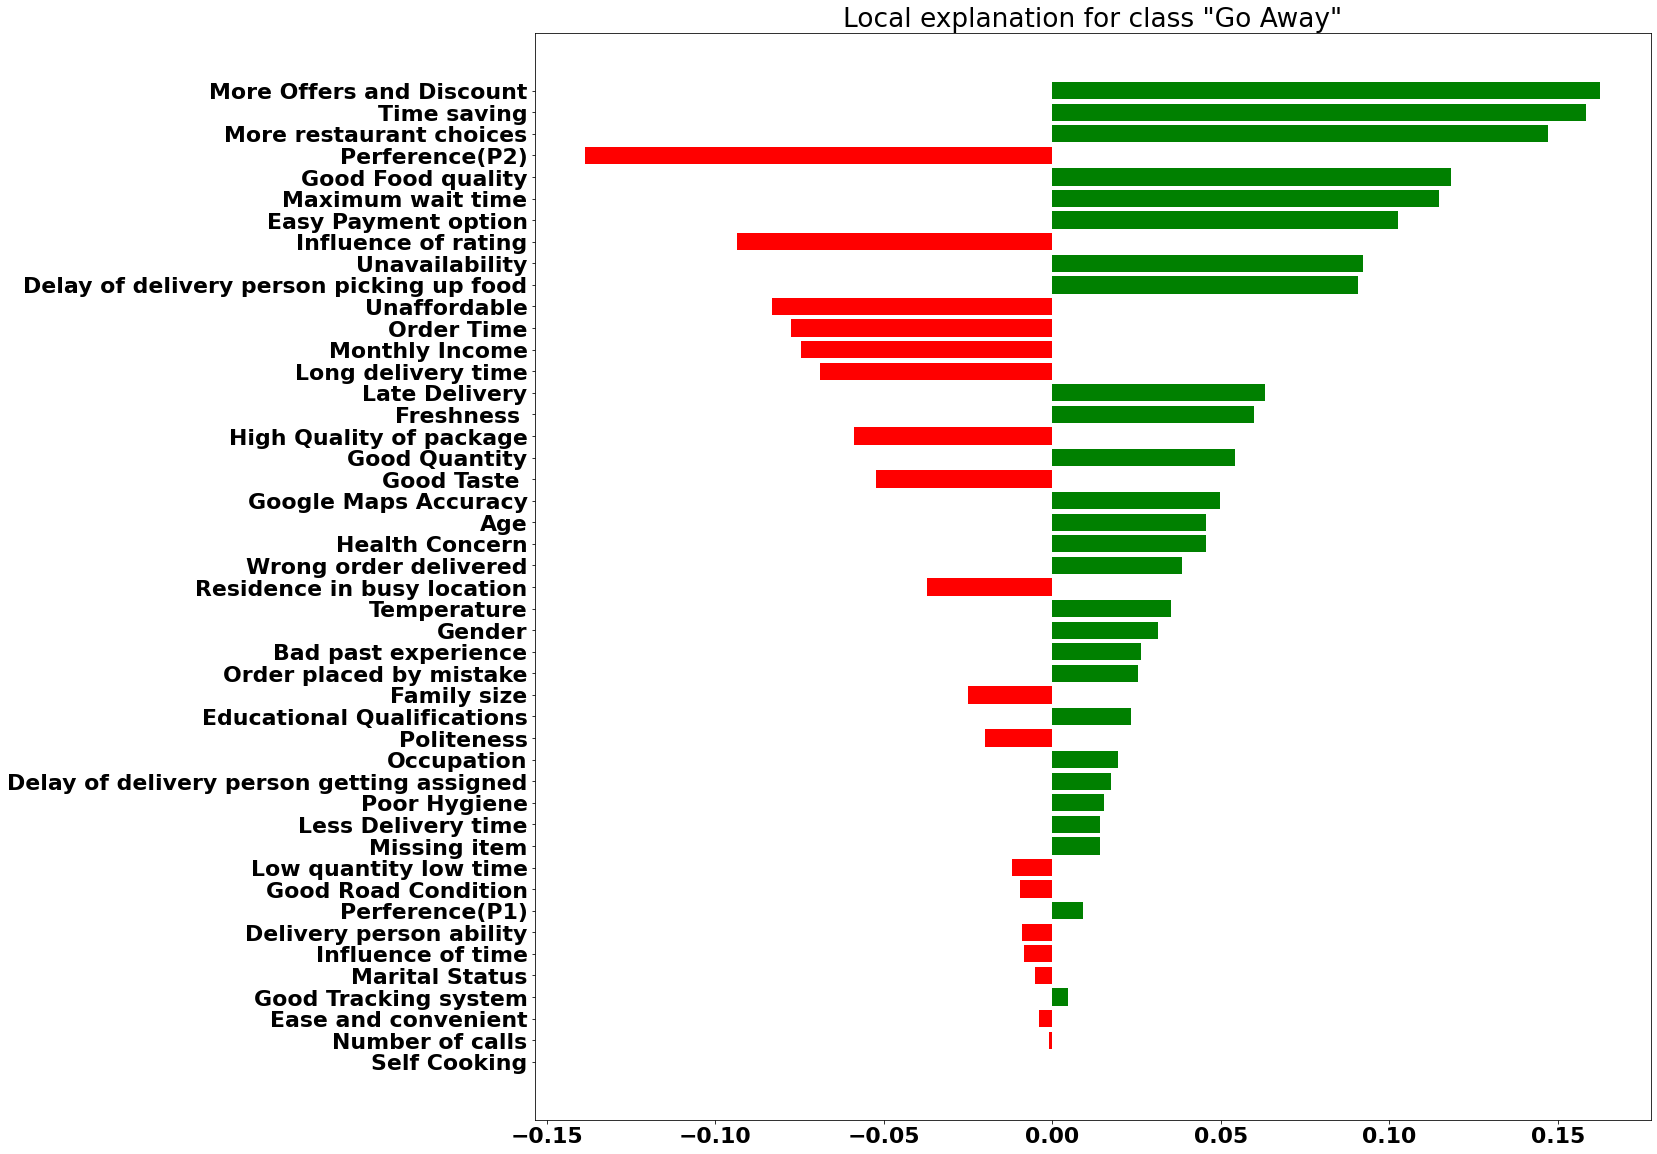 Local explanation for class "Go Away"
More Offers and Discount
Time saving
More restaurant choices
Perference(P2)
Good Food quality
Maximum wait time
Easy Payment option
Influence of rating
Unavailability
Delay of delivery person picking up food
Unaffordable
Order Time
Monthly Income
Long delivery time
Late Delivery
Freshness
High Quality of package
Good Quantity
Good Taste
Google Maps Accuracy
Age
Health Concern
Wrong order delivered
Residence in busy location
Temperature
Gender
Bad past experience
Order placed by mistake
Family size
Educational Qualifications
Politeness
Occupation
Delay of delivery person getting assigned
Poor Hygiene
Less Delivery time
Missing item
Low quantity low time
Good Road Condition
Perference(P1)
Delivery person ability
Influence of time
Marital Status
Good Tracking system
Ease and convenient
Number of calls
Self Cooking
−0.15 −0.10 −0.05 0.00 0.05 0.10 0.15